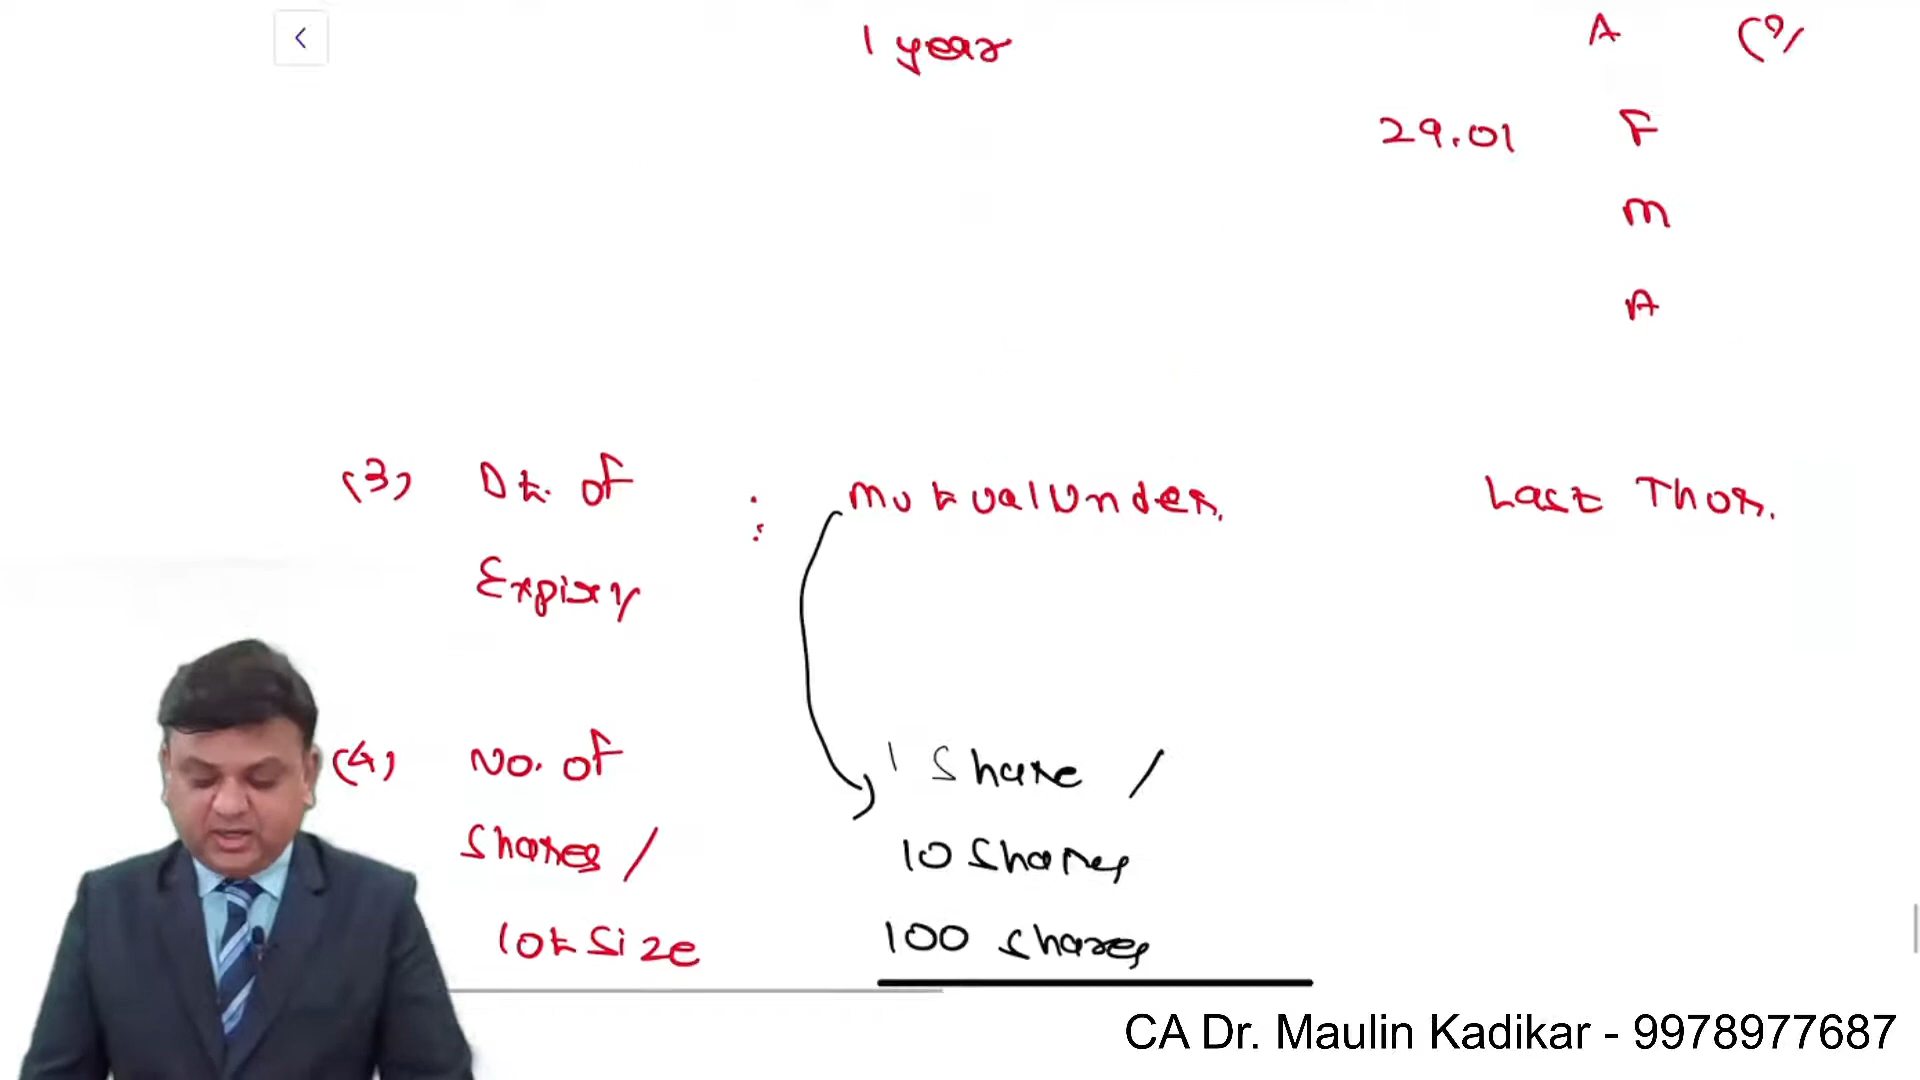 1 year A
29.01 F
M
A
(3) Dt. of : Mutual Under. Last Thur.
Expiry
(4) No. of 1 Share /
Shares / 10 Shares
lot Size 100 Shares
CA Dr. Maulin Kadikar - 9978977687